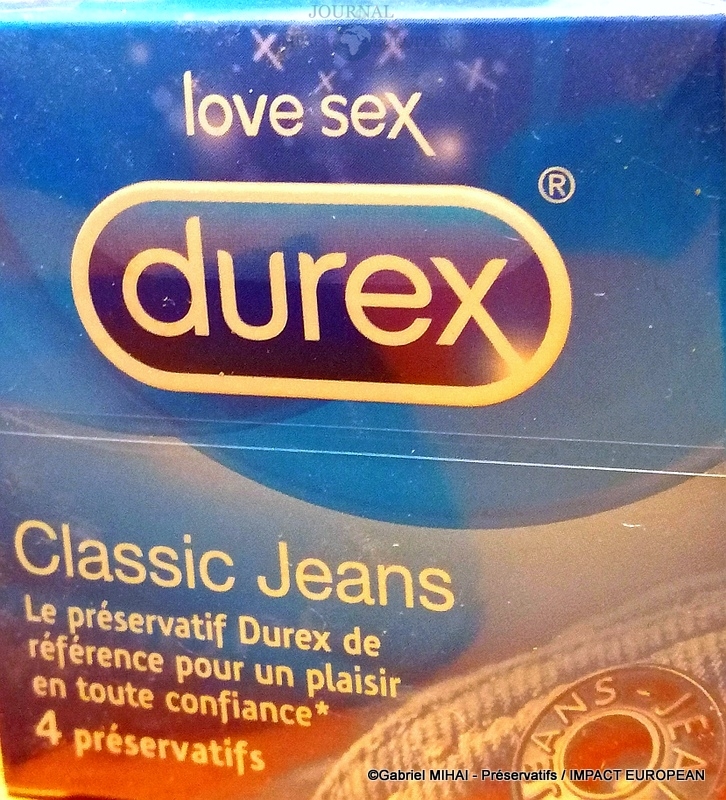 JOURNAL
love sex
durex®
Classic Jeans
Le préservatif Durex de
référence pour un plaisir
en toute confiance*
4 préservatifs
JEANS - JEA
©Gabriel MIHAI - Préservatifs / IMPACT EUROPEAN